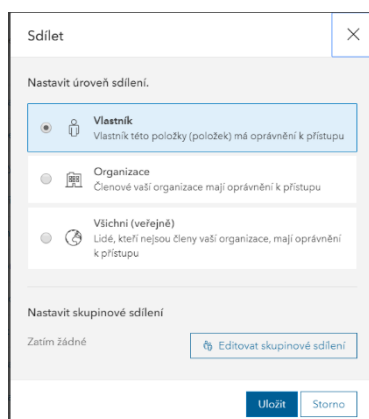 Sdílet
Nastavit úroveň sdílení.
Vlastník
Vlastník této položky (položek) má oprávnění k přístupu
Organizace
Členové vaší organizace mají oprávnění k přístupu
Všichni (veřejně)
Lidé, kteří nejsou členy vaší organizace, mají oprávnění
k přístupu
Nastavit skupinové sdílení
Zatím žádné
Editovat skupinové sdílení
Uložit
Storno